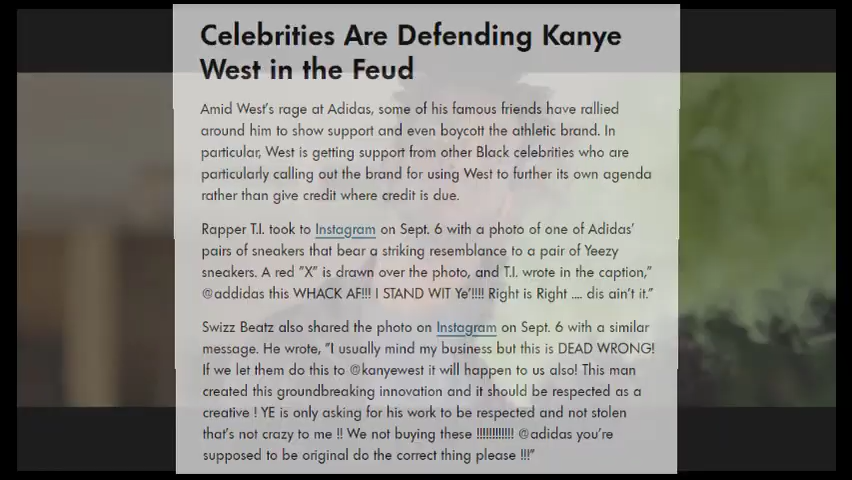 Celebrities Are Defending Kanye
West in the Feud
Amid West's rage at Adidas, some of his famous friends have rallied
around him to show support and even boycott the athletic brand. In
particular, West is getting support from other Black celebrities who are
particularly calling out the brand for using West to further its own agenda
rather than give credit where credit is due.
Rapper T.I. took to Instagram on Sept. 6 with a photo of one of Adidas'
pairs of sneakers that bear a striking resemblance to a pair of Yeezy
sneakers. A red "X" is drawn over the photo, and T.I. wrote in the caption,"
@addidas this WHACK AF!!! I STAND WIT Ye'!!!! Right is Right .... dis ain't it."
Swizz Beatz also shared the photo on Instagram on Sept. 6 with a similar
message. He wrote, "I usually mind my business but this is DEAD WRONG!
If we let them do this to @kanyewest it will happen to us also! This man
created this groundbreaking innovation and it should be respected as a
creative ! YE is only asking for his work to be respected and not stolen
that's not crazy to me !! We not buying these !!!!!!!!!!!! @adidas you're
supposed to be original do the correct thing please !!!"